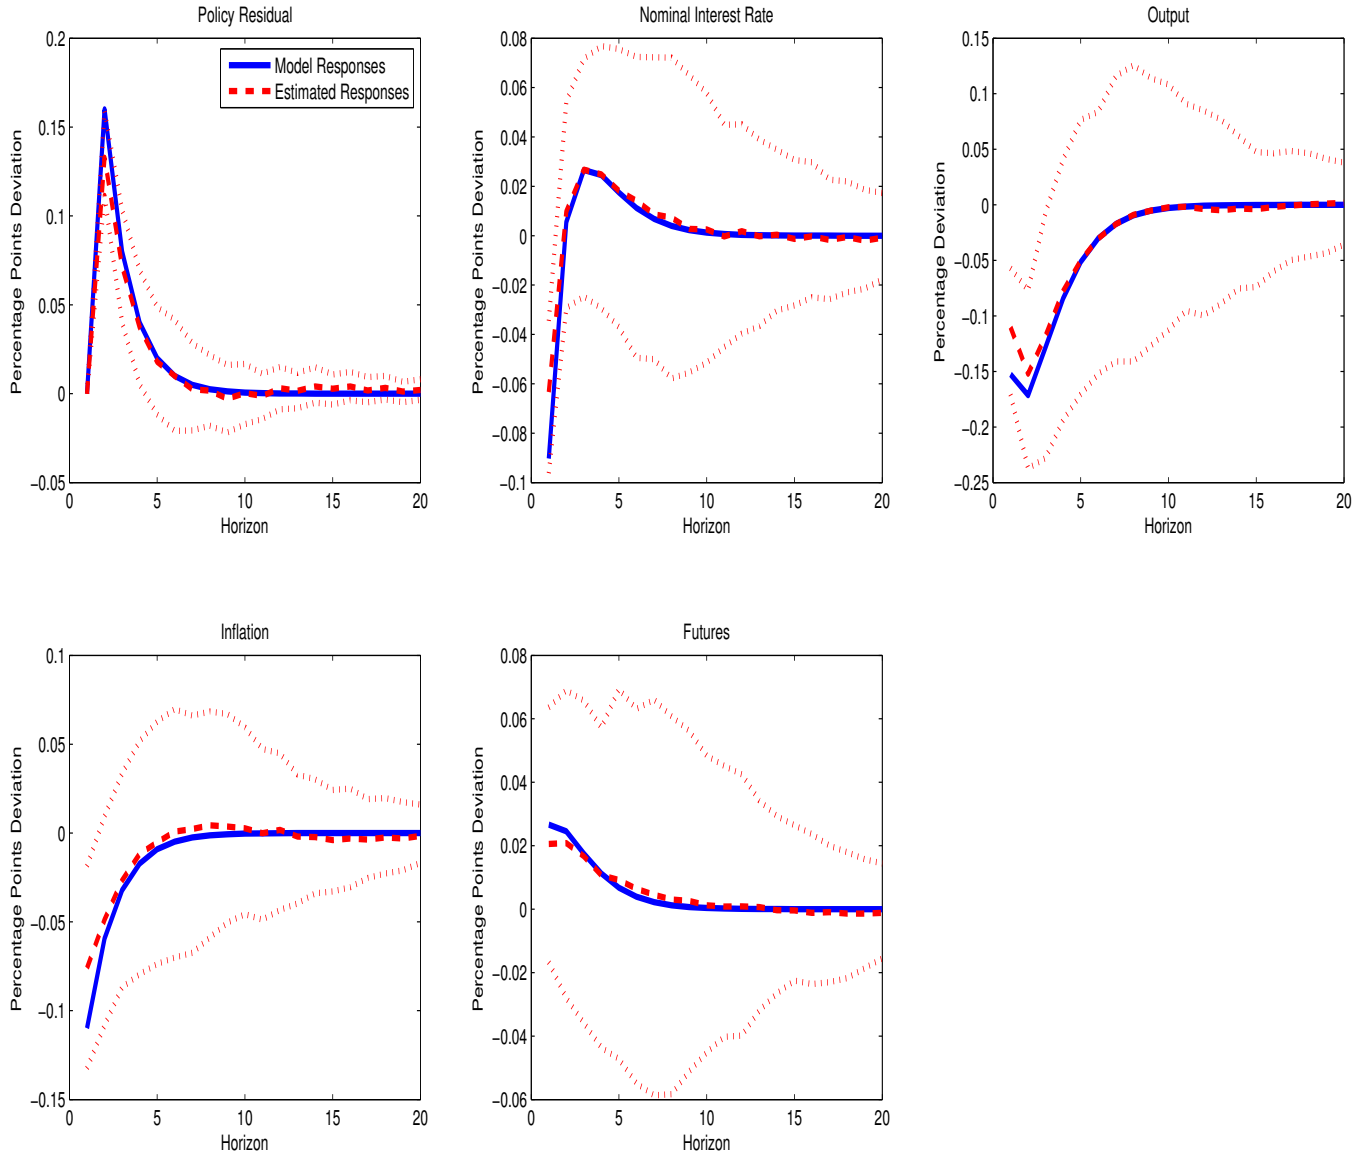 Policy Residual
0.2
0.15
0.1
0.05
0
−0.05
0 5 10 15 20
Horizon
Percentage Points Deviation
Model Responses
Estimated Responses
Nominal Interest Rate
0.08
0.06
0.04
0.02
0
−0.02
−0.04
−0.06
−0.08
−0.1
0 5 10 15 20
Horizon
Percentage Points Deviation
Output
0.15
0.1
0.05
0
−0.05
−0.1
−0.15
−0.2
−0.25
0 5 10 15 20
Horizon
Percentage Deviation
Inflation
0.1
0.05
0
−0.05
−0.1
−0.15
0 5 10 15 20
Horizon
Percentage Points Deviation
Futures
0.08
0.06
0.04
0.02
0
−0.02
−0.04
−0.06
0 5 10 15 20
Horizon
Percentage Points Deviation